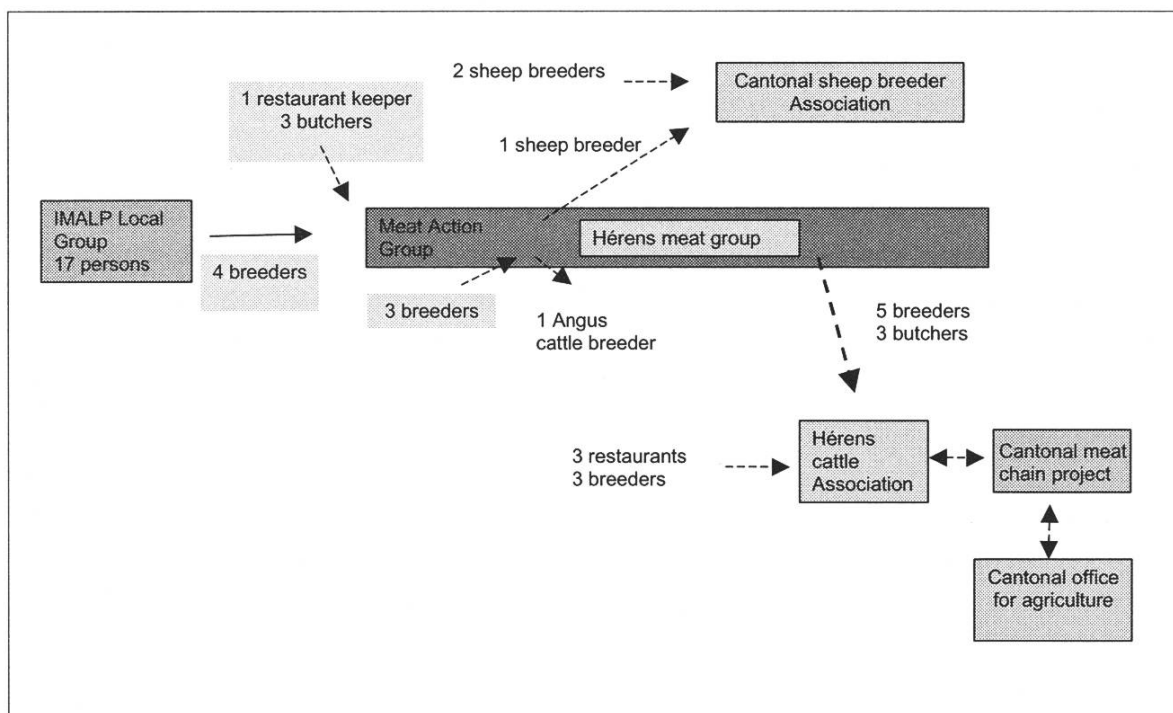 2 sheep breeders
Cantonal sheep breeder
Association
1 restaurant keeper
3 butchers
1 sheep breeder
IMALP Local
Group
17 persons
4 breeders
Meat Action
Group
Hérens meat group
3 breeders
1 Angus
cattle breeder
5 breeders
3 butchers
3 restaurants
3 breeders
Hérens
cattle
Association
Cantonal meat
chain project
Cantonal office
for agriculture